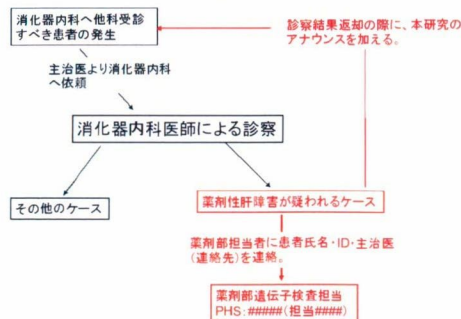 消化器内科へ他科受診
すべき患者の発生
診察結果返却の際に、本研究の
アナウンスを加える。
主治医より消化器内科
へ依頼
消化器内科医師による診察
その他のケース
薬剤性肝障害が疑われるケース
薬剤部担当者に患者氏名・ID・主治医
(連絡先)を連絡。
薬剤部遺伝子検査担当
PHS:#####(担当####)